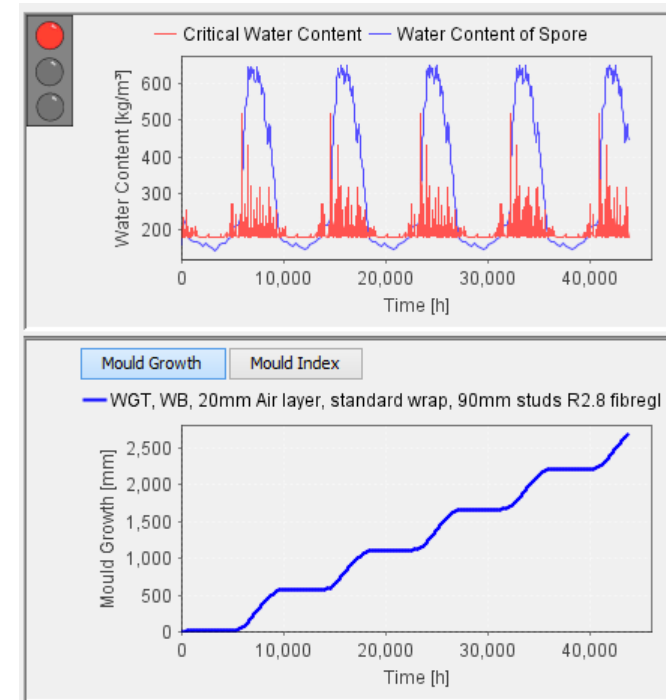 Critical Water Content Water Content of Spore
Water Content [kg/m³]
600
500
400
300
200
0 10,000 20,000 30,000 40,000
Time [h]
Mould Growth Mould Index
WGT, WB, 20mm Air layer, standard wrap, 90mm studs R2.8 fibregl
Mould Growth [mm]
2,500
2,000
1,500
1,000
500
0
0 10,000 20,000 30,000 40,000
Time [h]